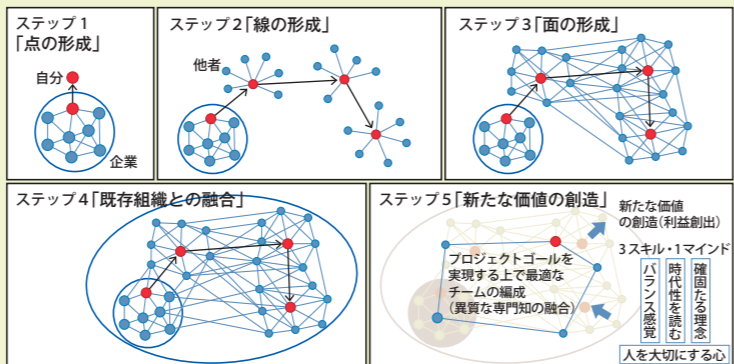 ステップ1
「点の形成」
自分
企業
ステップ2「線の形成」
他者
ステップ3「面の形成」
ステップ4「既存組織との融合」
ステップ5「新たな価値の創造」
新たな価値
の創造(利益創出)
プロジェクトゴールを
実現する上で最適な
チームの編成
(異質な専門知の融合)
3スキル・1マインド
確固たる理念
時代性を読む
バランス感覚
人を大切にする心